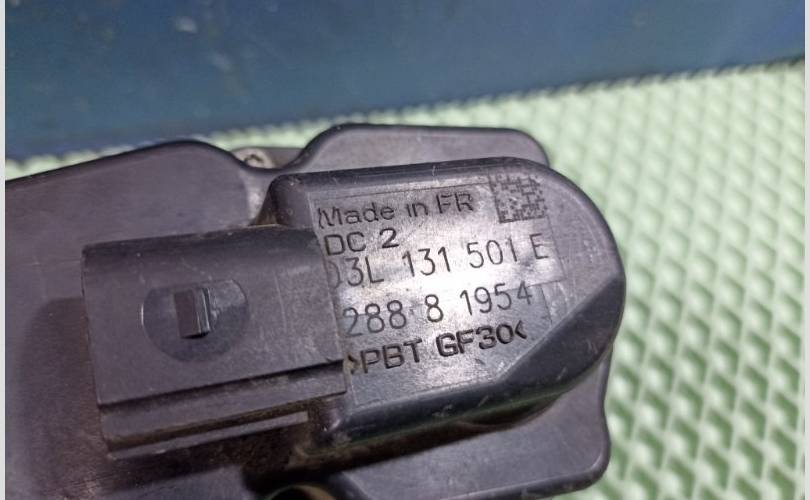 Made in FR
DC 2
03L 131 501 E
288 8 1954
>PBT GF30<